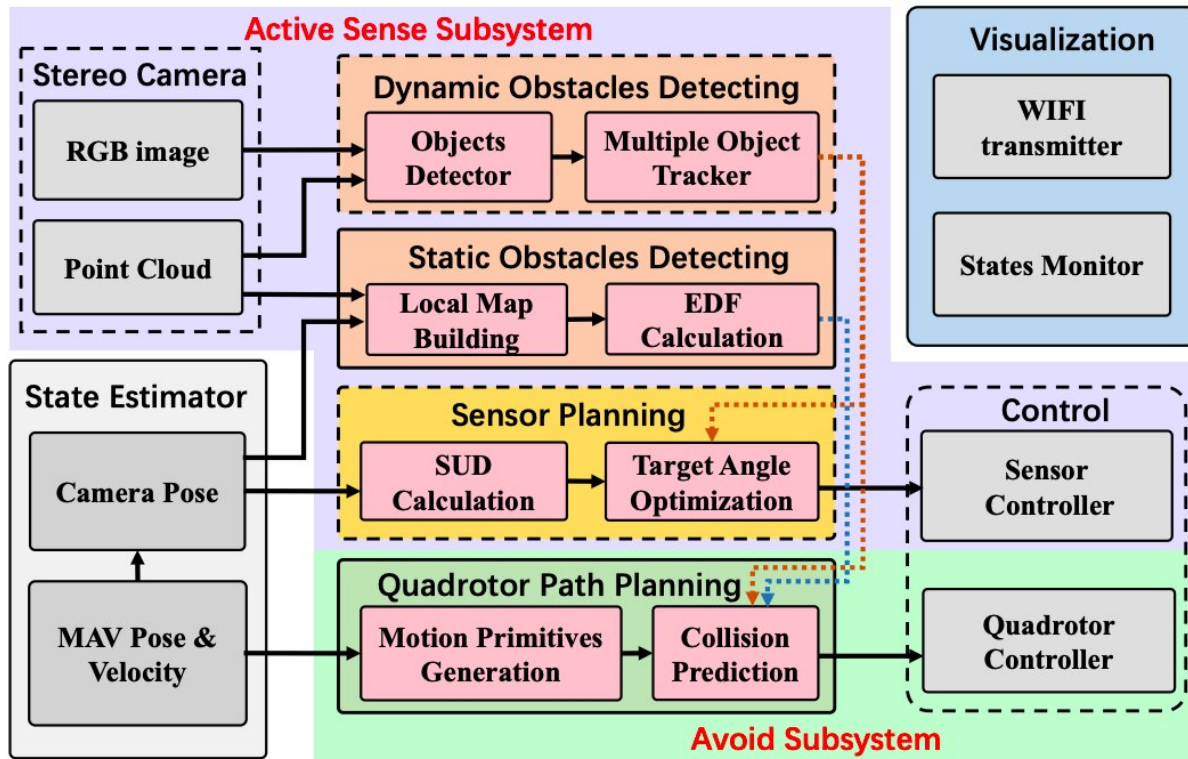 Active Sense Subsystem
Stereo Camera
RGB image
Point Cloud
Dynamic Obstacles Detecting
Objects
Detector
Multiple Object
Tracker
Static Obstacles Detecting
Local Map
Building
EDF
Calculation
Visualization
WIFI
transmitter
States Monitor
State Estimator
Camera Pose
MAV Pose &
Velocity
Sensor Planning
SUD
Calculation
Target Angle
Optimization
Control
Sensor
Controller
Quadrotor Path Planning
Motion Primitives
Generation
Collision
Prediction
Quadrotor
Controller
Avoid Subsystem